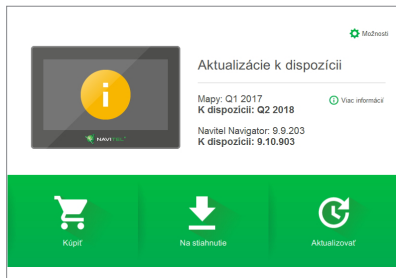 Možnosti
Aktualizácie k dispozícii
Mapy: Q1 2017
K dispozícii: Q2 2018
Viac informácií
Navitel Navigator: 9.9.203
K dispozícii: 9.10.903
NAVITEL
Kúpiť
Na stiahnutie
Aktualizovať